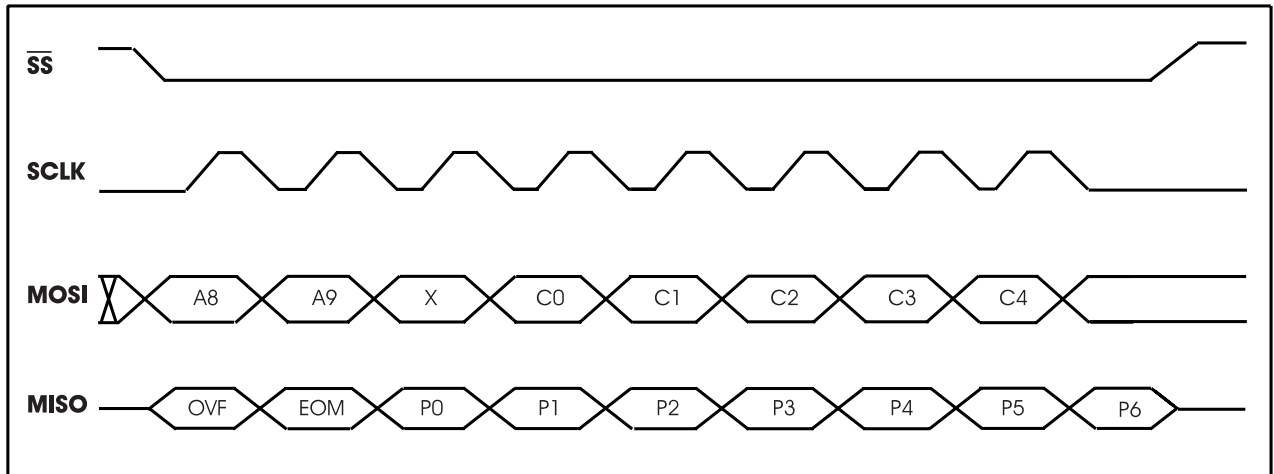 SS
SCLK
MOSI A8 A9 X C0 C1 C2 C3 C4
MISO OVF EOM P0 P1 P2 P3 P4 P5 P6